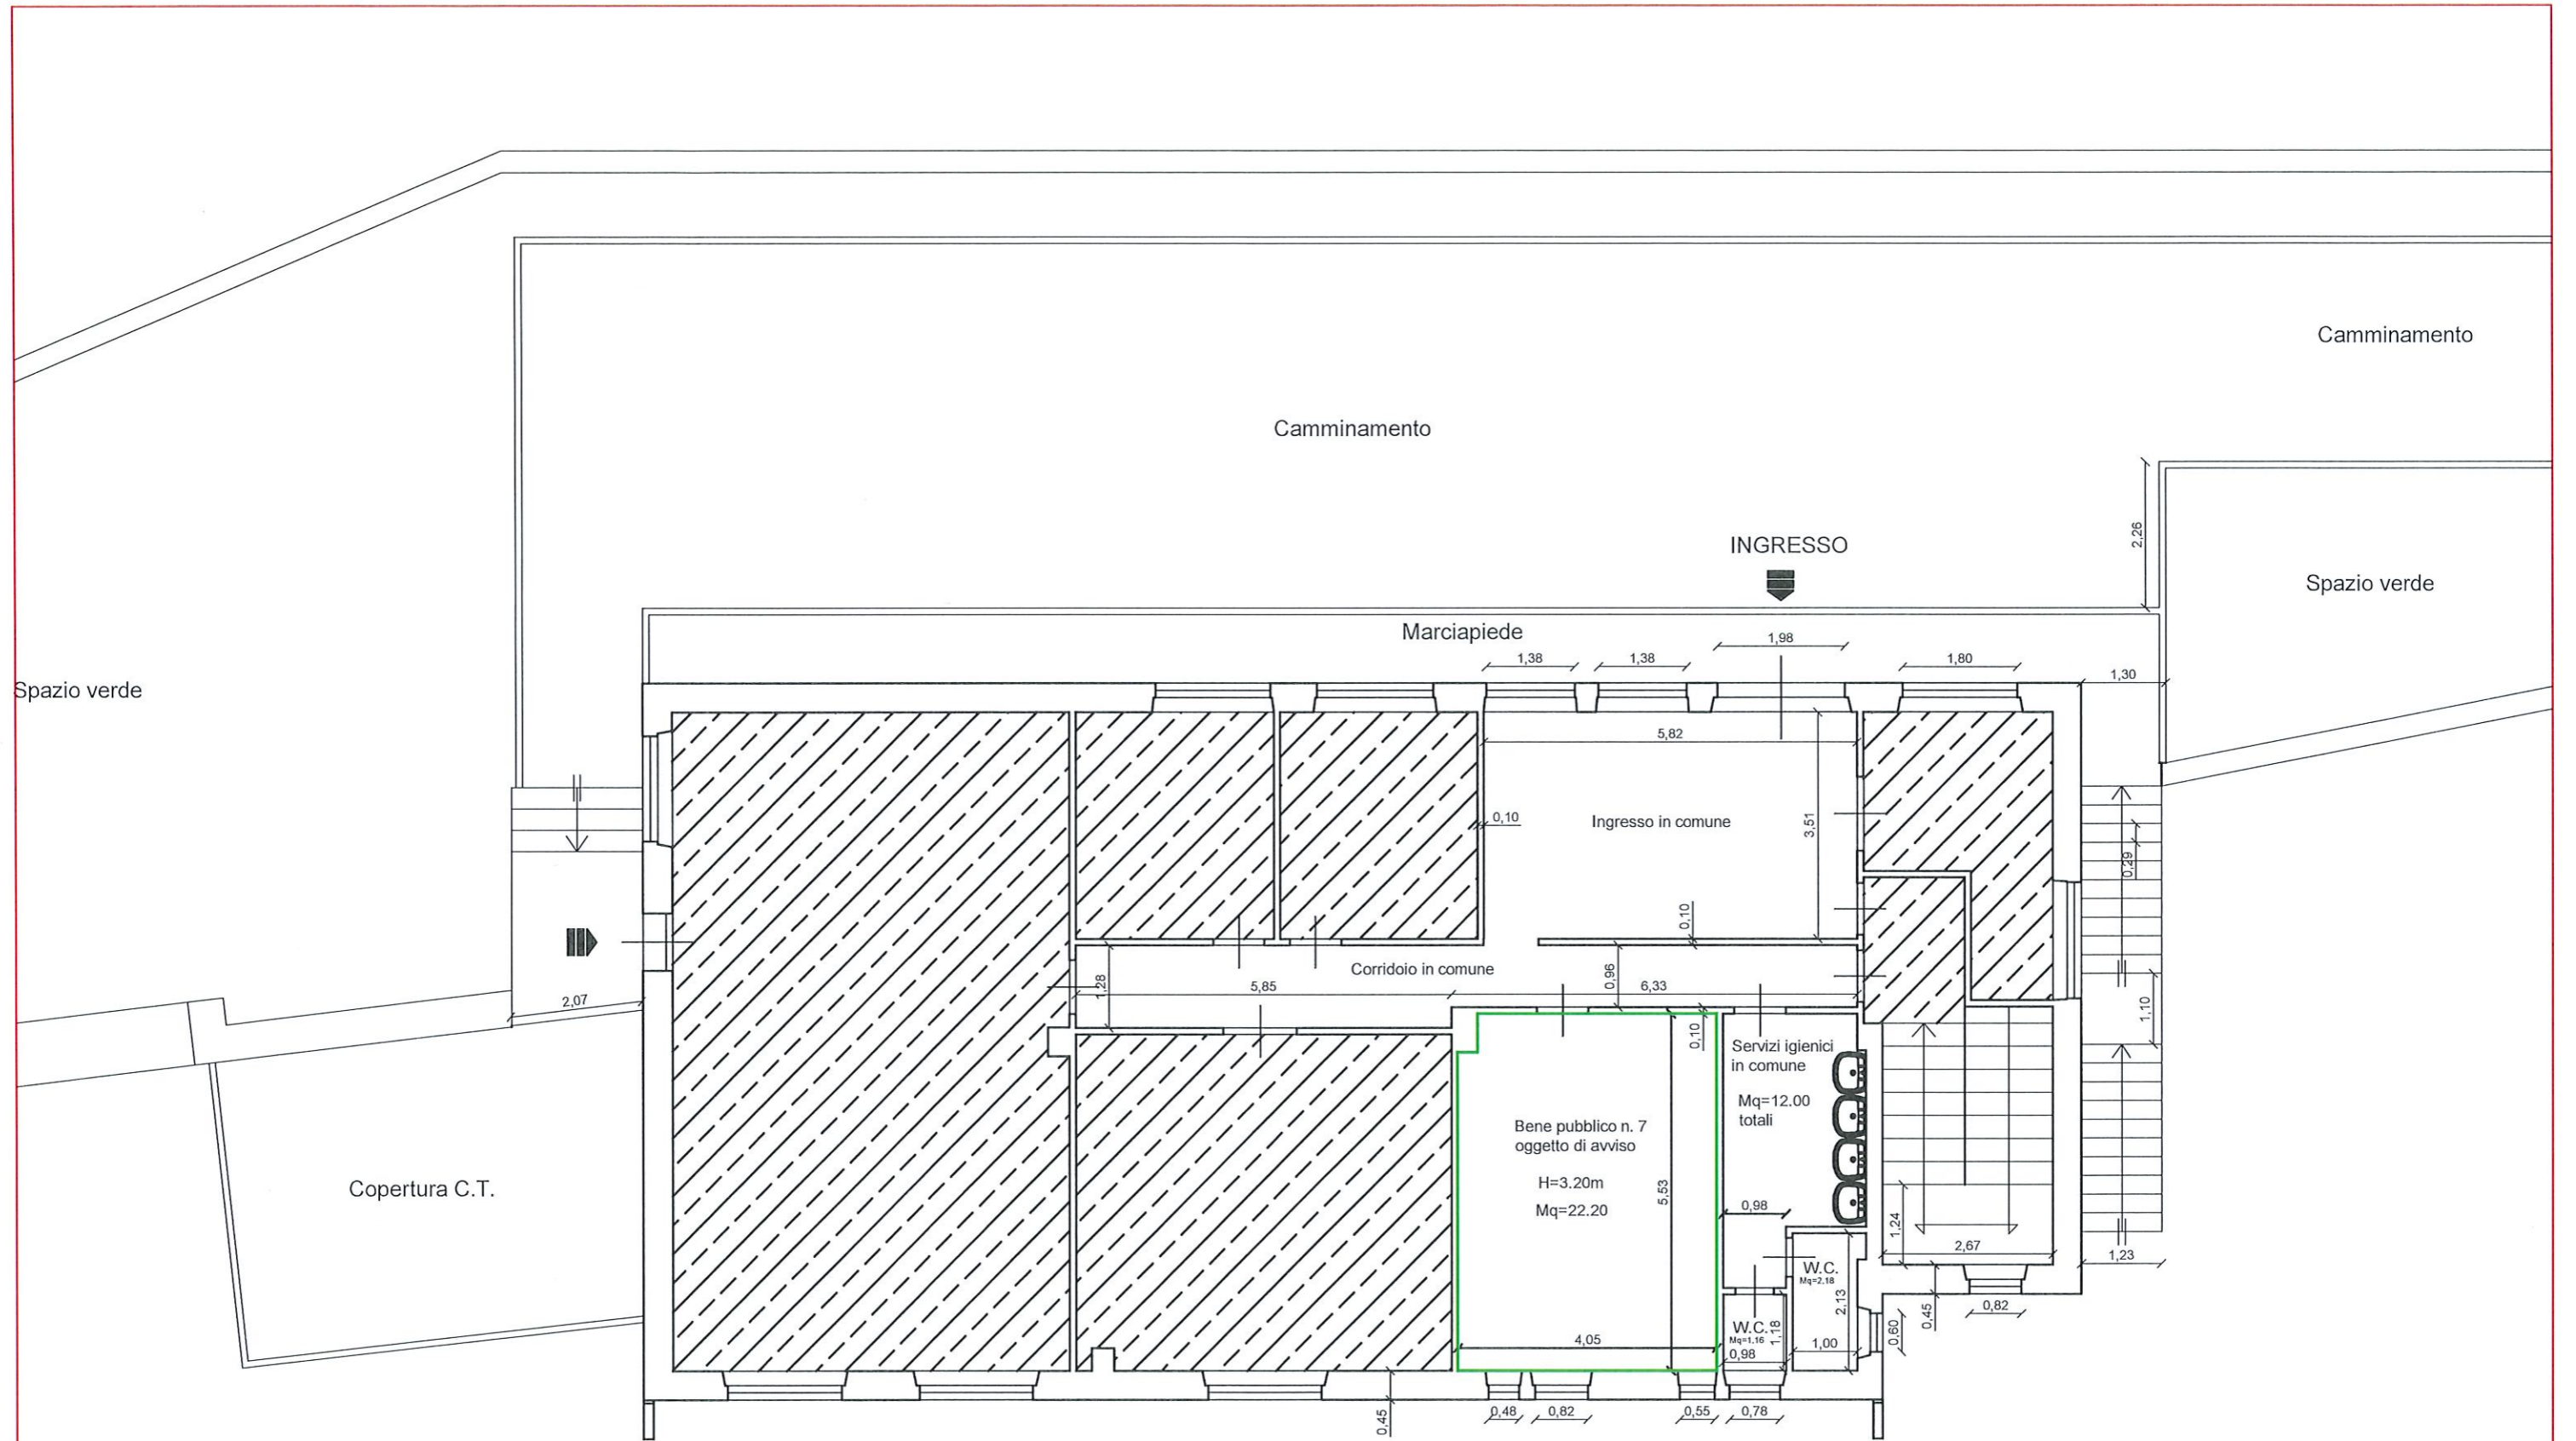 Camminamento
Camminamento
2,26
INGRESSO
Spazio verde
Marciapiede
1,98
1,38
1,38
1,80
1,30
Spazio verde
5,82
0,10
Ingresso in comune
3,51
0,29
0,10
Corridoio in comune
0,96
1,28
5,85
6,33
2,07
1,10
0,10
Servizi igienici
in comune
Mq=12.00
totali
Bene pubblico n. 7
oggetto di avviso
H=3.20m
Mq=22.20
5,53
Copertura C.T.
0,98
1,24
2,67
1,23
W.C.
Mq=2.18
2,13
W.C.
Mq=1.16
1,18
0,98
1,00
4,05
0,60
0,45
0,82
0,45
0,48
0,82
0,55
0,78